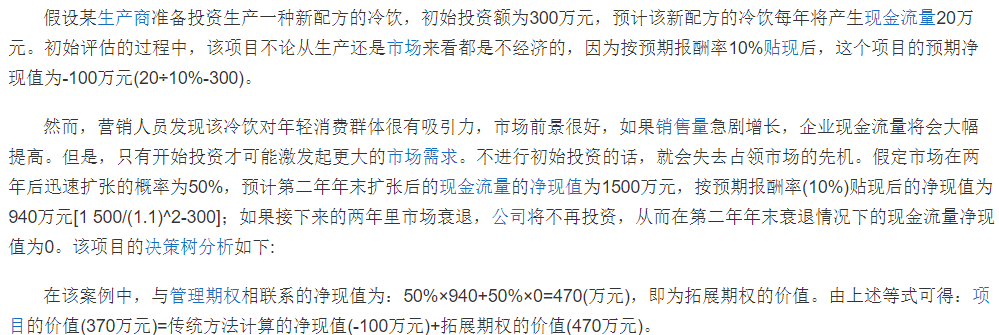 假设某生产商准备投资生产一种新配方的冷饮，初始投资额为300万元，预计该新配方的冷饮每年将产生现金流量20万
元。初始评估的过程中，该项目不论从生产还是市场来看都是不经济的，因为按预期报酬率10%贴现后，这个项目的预期净
现值为-100万元(20÷10%-300)。
然而，营销人员发现该冷饮对年轻消费群体很有吸引力，市场前景很好，如果销售量急剧增长，企业现金流量将会大幅
提高。但是，只有开始投资才可能激发起更大的市场需求。不进行初始投资的话，就会失去占领市场的先机。假定市场在两
年后迅速扩张的概率为50%，预计第二年年末扩张后的现金流量的净现值为1500万元，按预期报酬率(10%)贴现后的净现值为
940万元[1 500/(1.1)^2-300]；如果接下来的两年里市场衰退，公司将不再投资，从而在第二年年末衰退情况下的现金流量净现
值为0。该项目的决策树分析如下:
在该案例中，与管理期权相联系的净现值为：50%×940+50%×0=470(万元)，即为拓展期权的价值。由上述等式可得：项
目的价值(370万元)=传统方法计算的净现值(-100万元)+拓展期权的价值(470万元)。